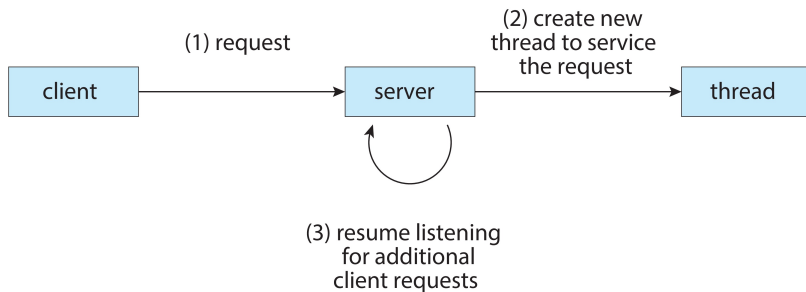 (1) request
(2) create new
thread to service
the request
client
server
thread
(3) resume listening
for additional
client requests